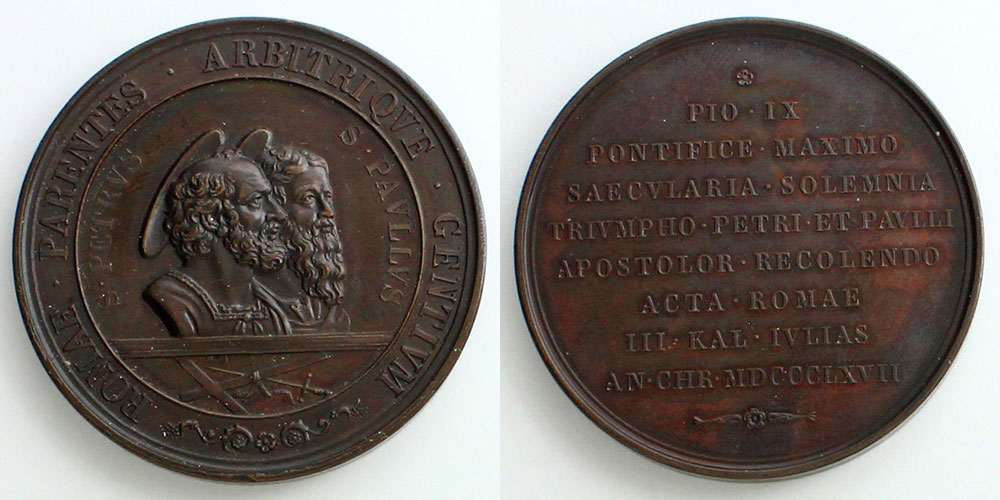 ROMAE · PARENTES · ARBITRIQVE · GENTIVM
S · PETRVS
S · PAVLLVS
PIO · IX
PONTIFICE · MAXIMO
SAECVLARIA · SOLEMNIA
TRIVMPHO · PETRI · ET PAVLLI
APOSTOLOR · RECOLENDO
ACTA · ROMAE
III · KAL · IVLIAS
AN · CHR · MDCCCLXVII